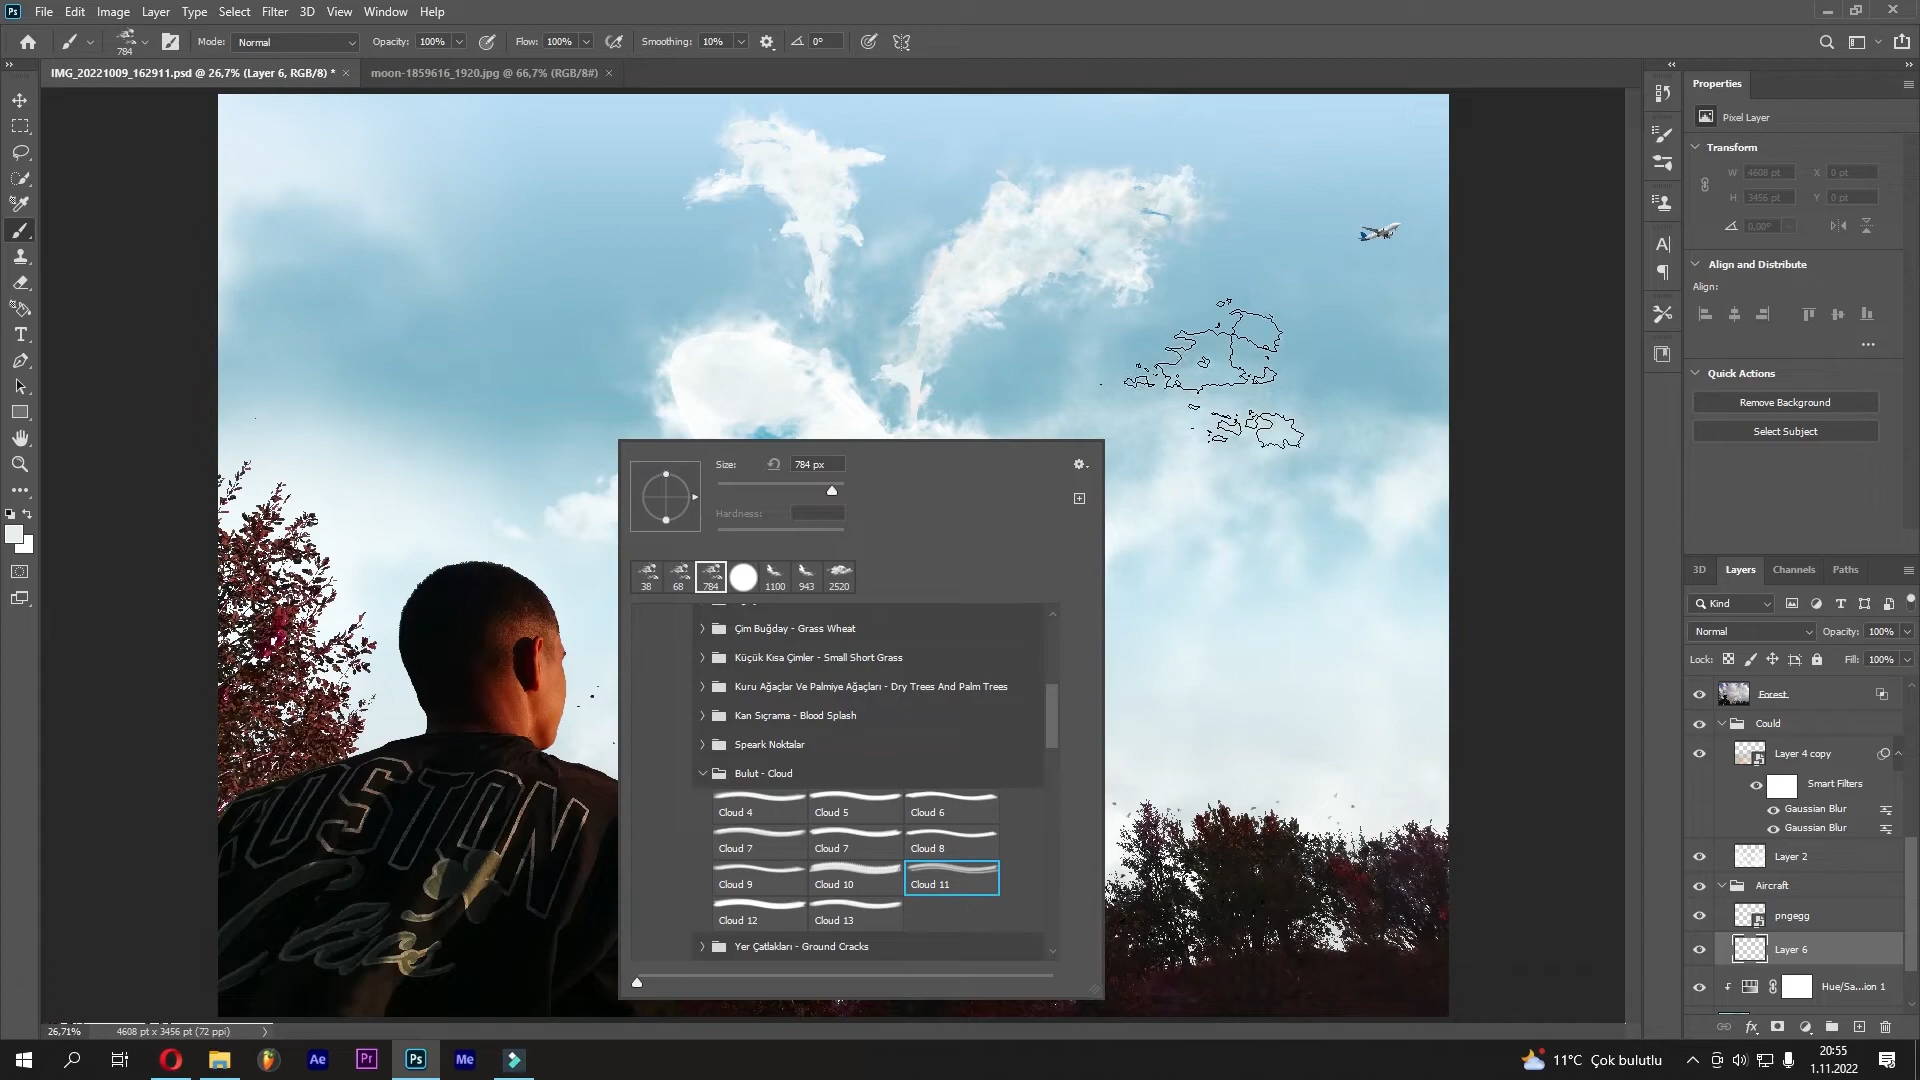 Ps File Edit Image Layer Type Select Filter 3D View Window Help
784 Mode: Normal Opacity: 100% Flow: 100% Smoothing: 10% 0°
IMG_20221009_162911.psd @ 26,7% (Layer 6, RGB/8) * moon-1859616_1920.jpg @ 66,7% (RGB/8#)
Properties
Pixel Layer
Transform
W 4608 pt X 0 pt
H 3456 pt Y 0 pt
0,00°
Align and Distribute
Align:
Quick Actions
Remove Background
Select Subject
Size: 784 px
Hardness:
38 68 784 1100 943 2520
Çim Buğday - Grass Wheat
Küçük Kısa Çimler - Small Short Grass
Kuru Ağaçlar Ve Palmiye Ağaçları - Dry Trees And Palm Trees
Kan Sıçrama - Blood Splash
Speark Noktalar
Bulut - Cloud
Cloud 4 Cloud 5 Cloud 6
Cloud 7 Cloud 7 Cloud 8
Cloud 9 Cloud 10 Cloud 11
Cloud 12 Cloud 13
Yer Çatlakları - Ground Cracks
3D Layers Channels Paths
Kind
Normal Opacity: 100%
Lock: Fill: 100%
Forest
Could
Layer 4 copy
Smart Filters
Gaussian Blur
Gaussian Blur
Layer 2
Aircraft
pngegg
Layer 6
Hue/Sa...ion 1
BOSTON
26,71% 4608 pt x 3456 pt (72 ppi)
Ae Pr Ps Me
11°C Çok bulutlu
20:55
1.11.2022